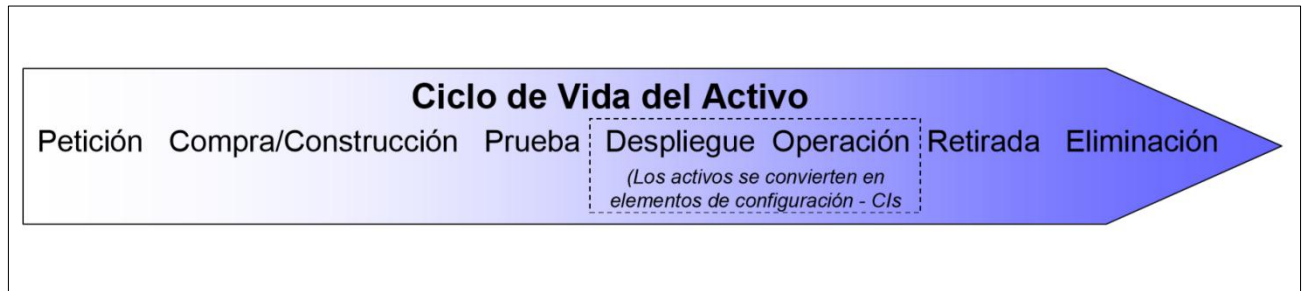 Ciclo de Vida del Activo
Petición Compra/Construcción Prueba Despliegue Operación Retirada Eliminación
(Los activos se convierten en
elementos de configuración - CIs